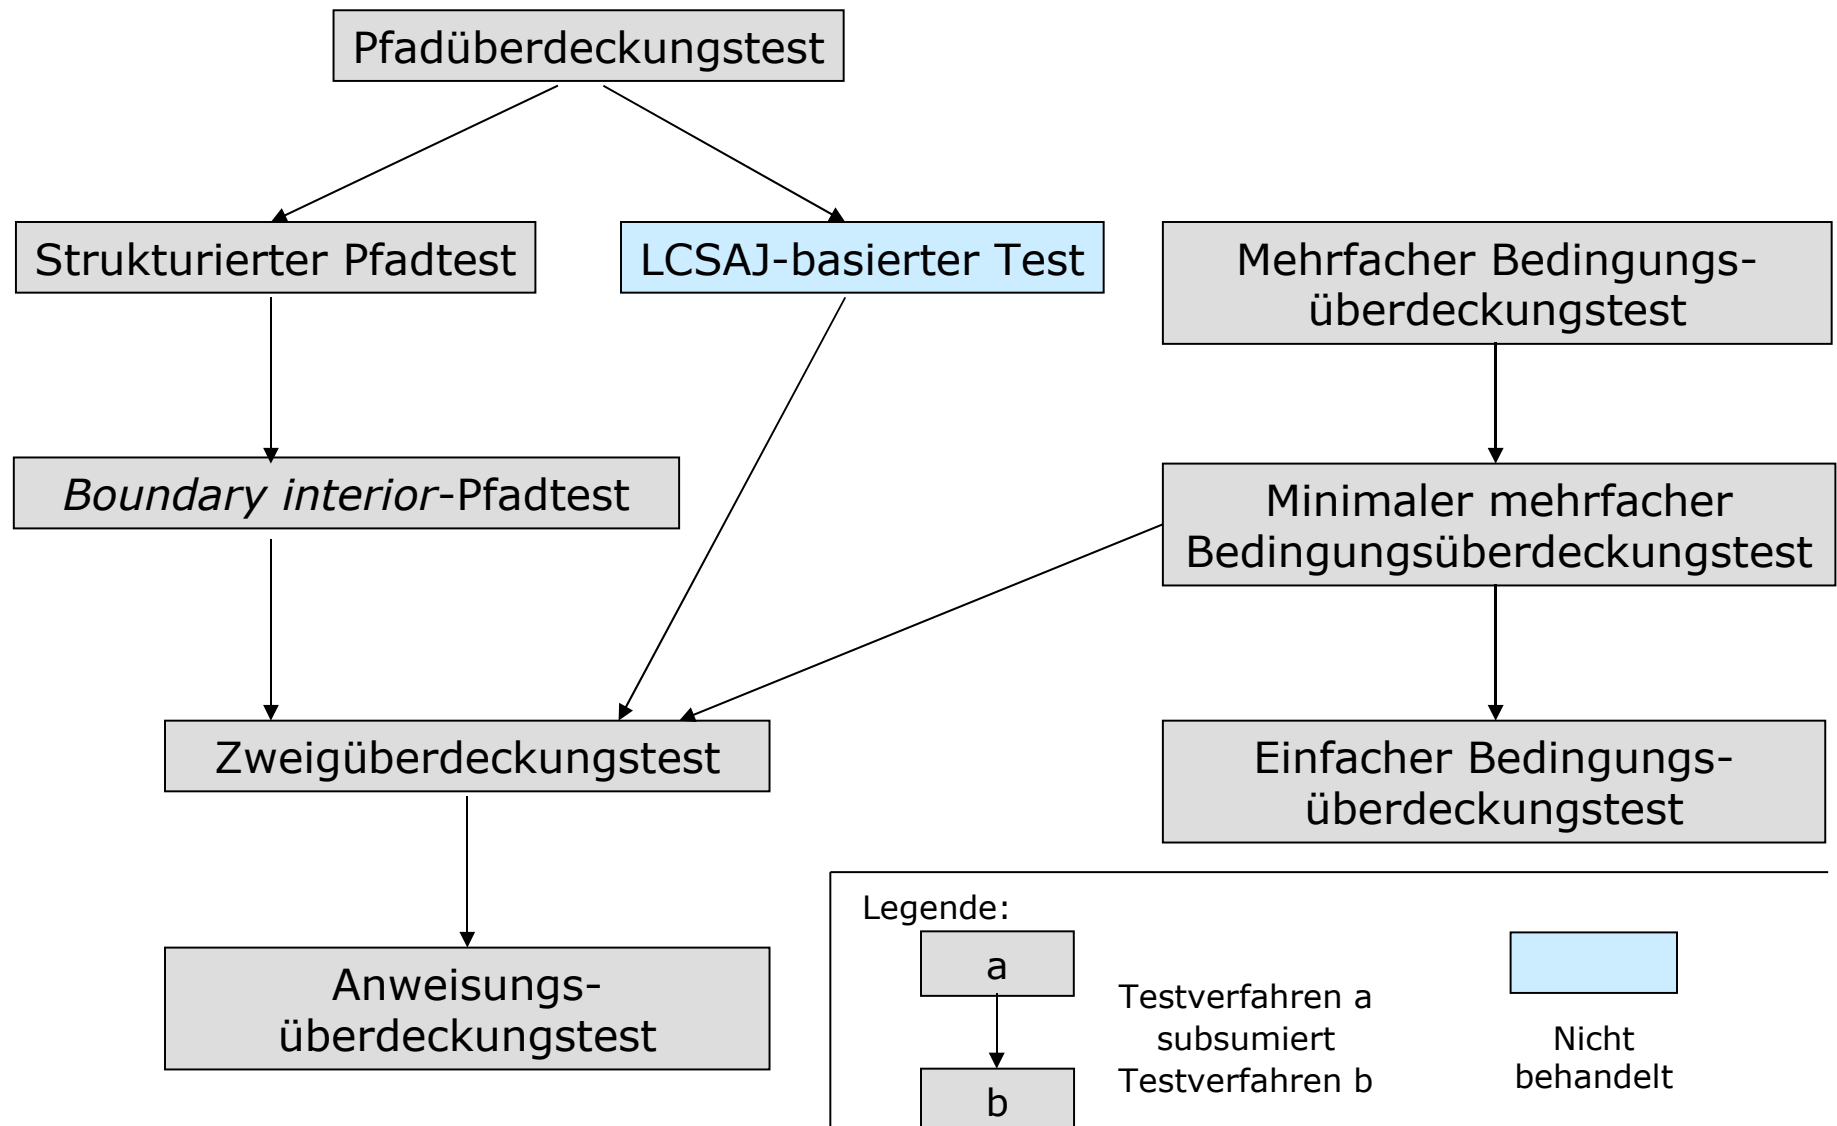 Pfadüberdeckungstest
Strukturierter Pfadtest
LCSAJ-basierter Test
Mehrfacher Bedingungs-
überdeckungstest
Boundary interior-Pfadtest
Minimaler mehrfacher
Bedingungsüberdeckungstest
Zweigüberdeckungstest
Einfacher Bedingungs-
überdeckungstest
Anweisungs-
überdeckungstest
Legende:
a
b
Testverfahren a
subsumiert
Testverfahren b
Nicht
behandelt